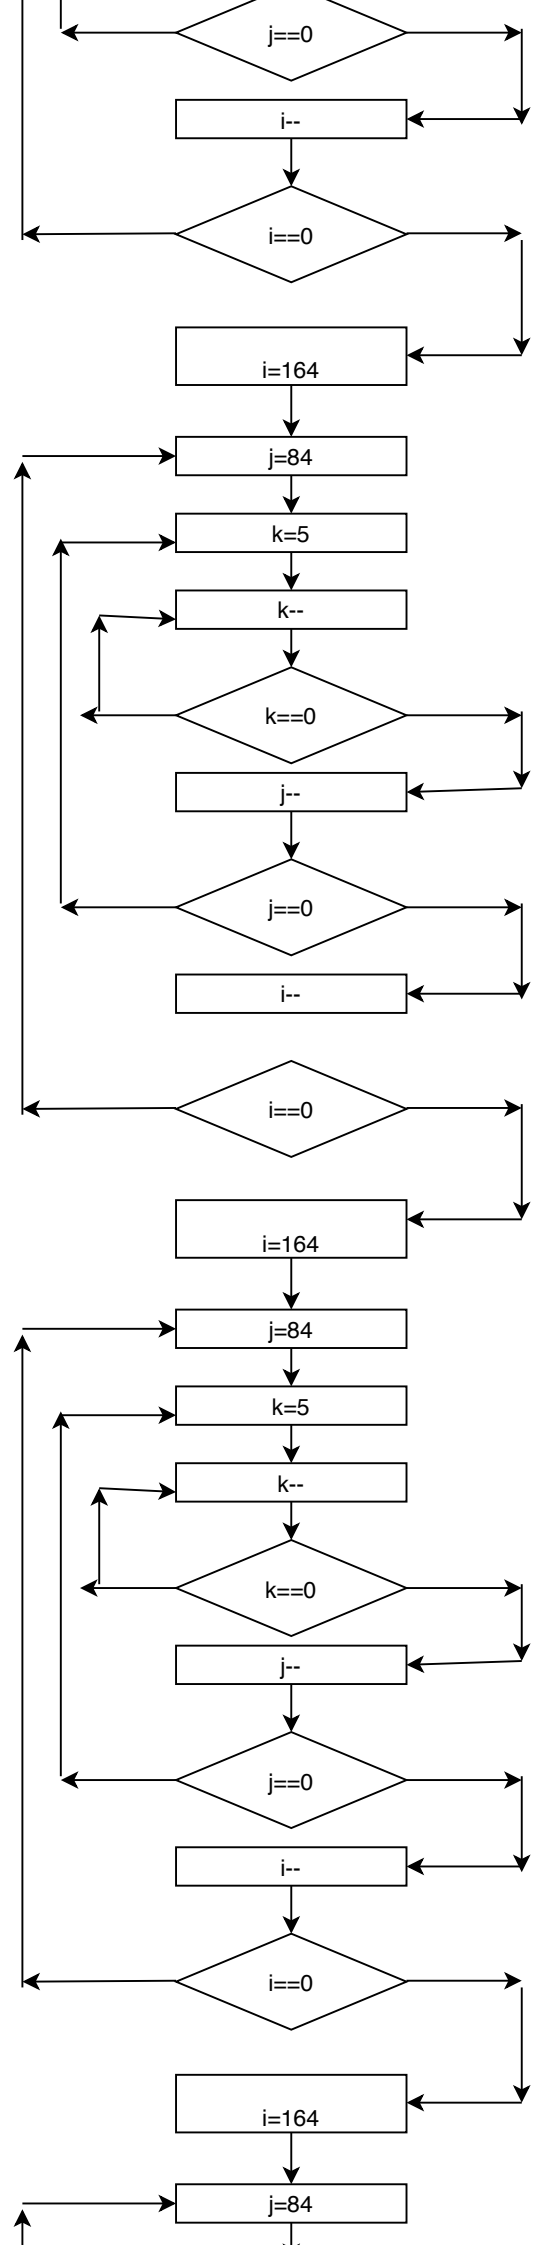 j==0
i--
i==0
i=164
j=84
k=5
k--
k==0
j--
j==0
i--
i==0
i=164
j=84
k=5
k--
k==0
j--
j==0
i--
i==0
i=164
j=84